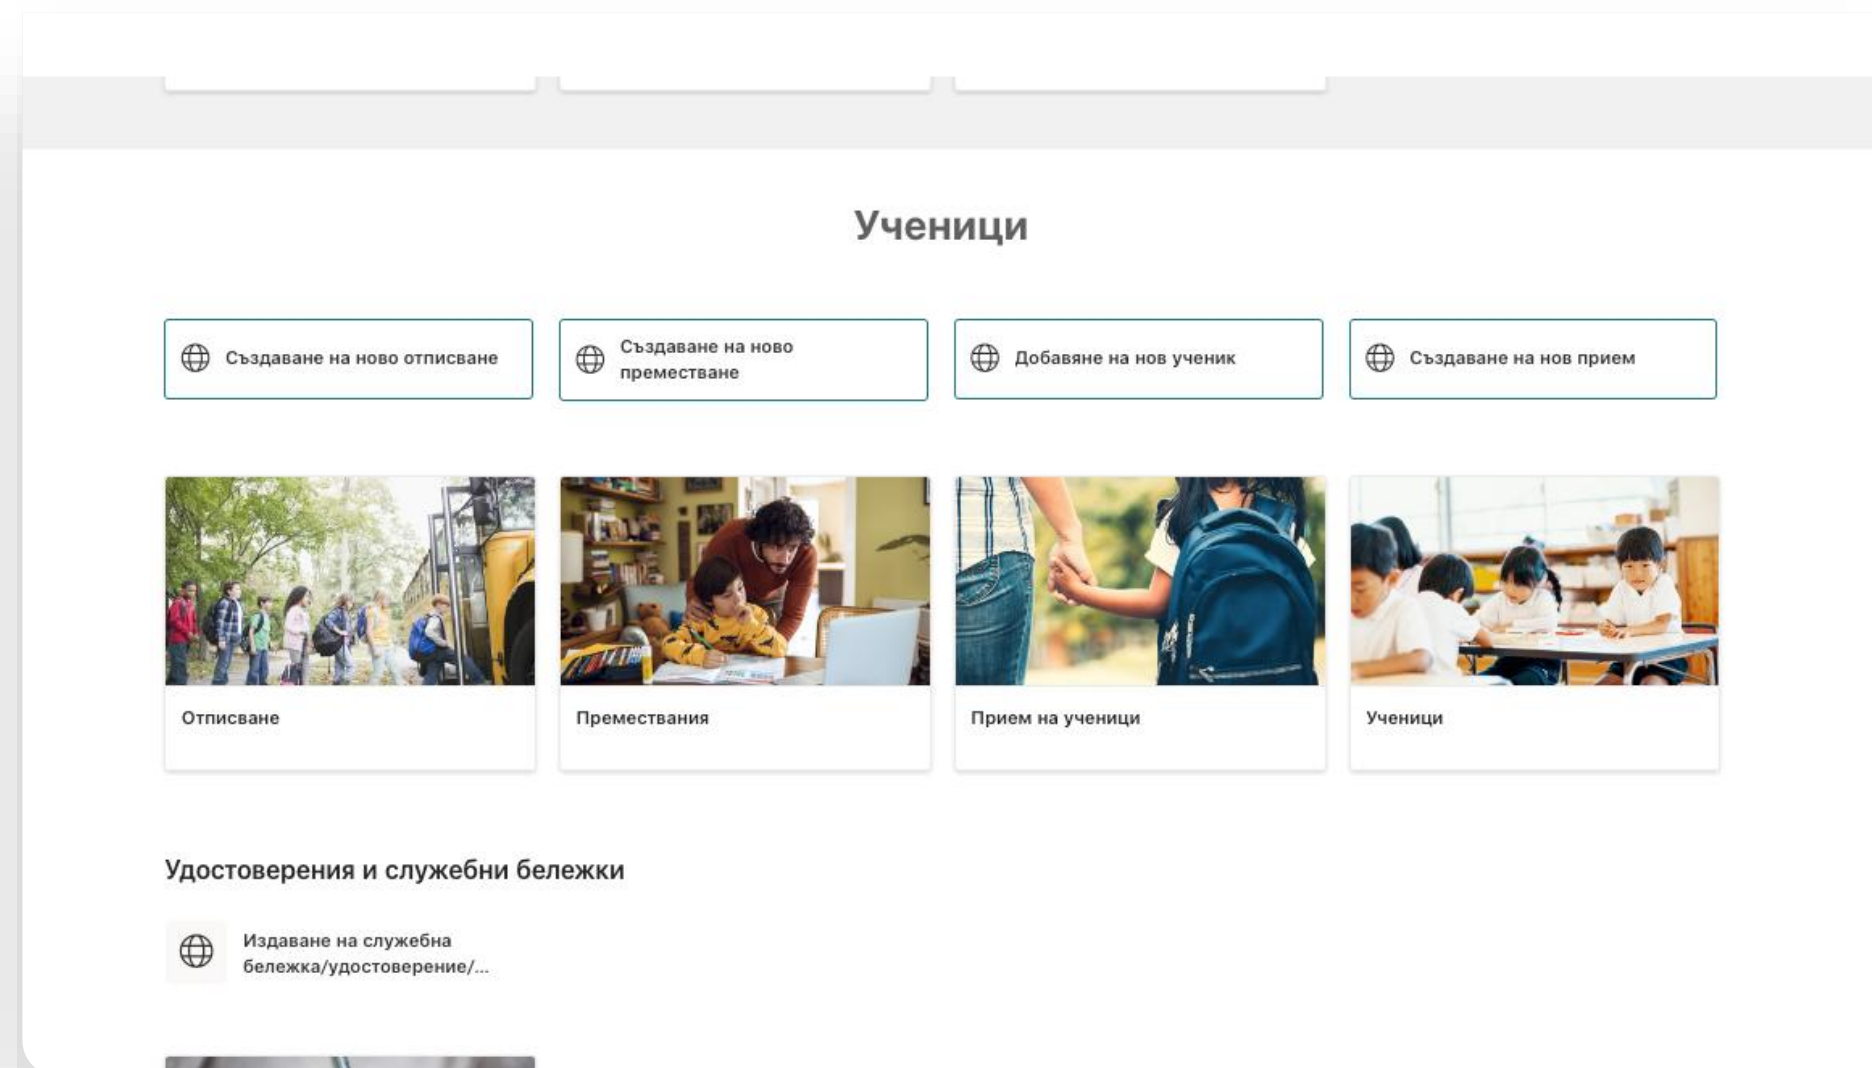 Ученици
Създаване на ново отписване
Създаване на ново
преместване
Добавяне на нов ученик
Създаване на нов прием
Отписване
Премествания
Прием на ученици
Ученици
Удостоверения и служебни бележки
Издаване на служебна
бележка/удостоверение/...